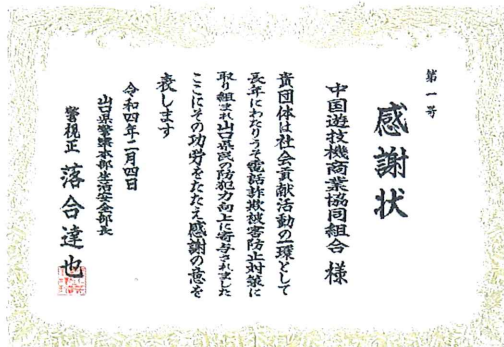 第一号
感謝状
中国遊技機商業協同組合 様
貴団体は社会貢献活動の一環として
長年にわたりうそ電話詐欺被害防止対策に
取り組まれ山口県民の防犯力向上に寄与されました
ここにその功労をたたえ感謝の意を
表します
令和四年二月四日
山口県警察本部生活安全部長
警視正 落合達也